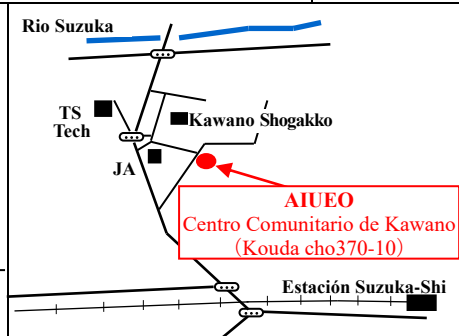 Rio Suzuka
TS
Tech
Kawano Shogakko
JA
AIUEO
Centro Comunitario de Kawano
（Kouda cho370-10）
Estación Suzuka-Shi